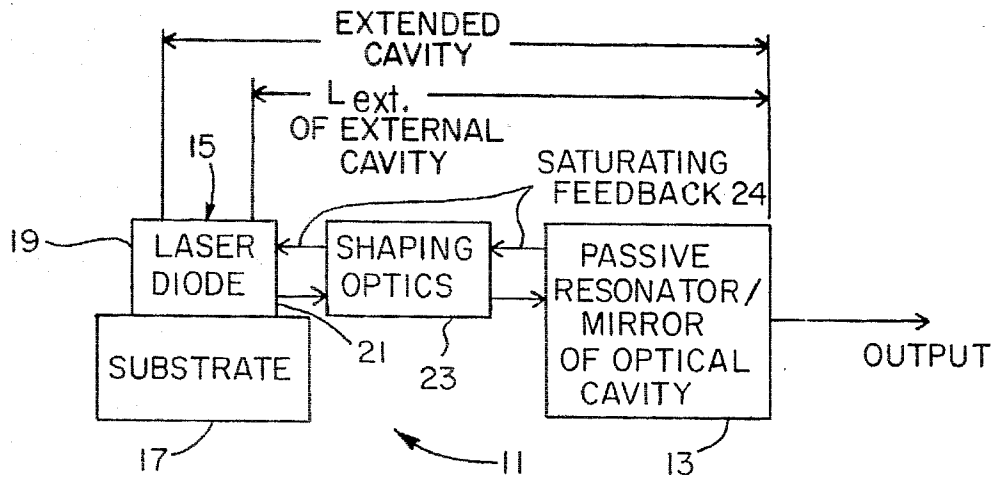 EXTENDED
CAVITY
Lext.
OF EXTERNAL
CAVITY
15
SATURATING
FEEDBACK 24
19
LASER
DIODE
SHAPING
OPTICS
PASSIVE
RESONATOR/
MIRROR
OF OPTICAL
CAVITY
21
23
OUTPUT
SUBSTRATE
17
11
13